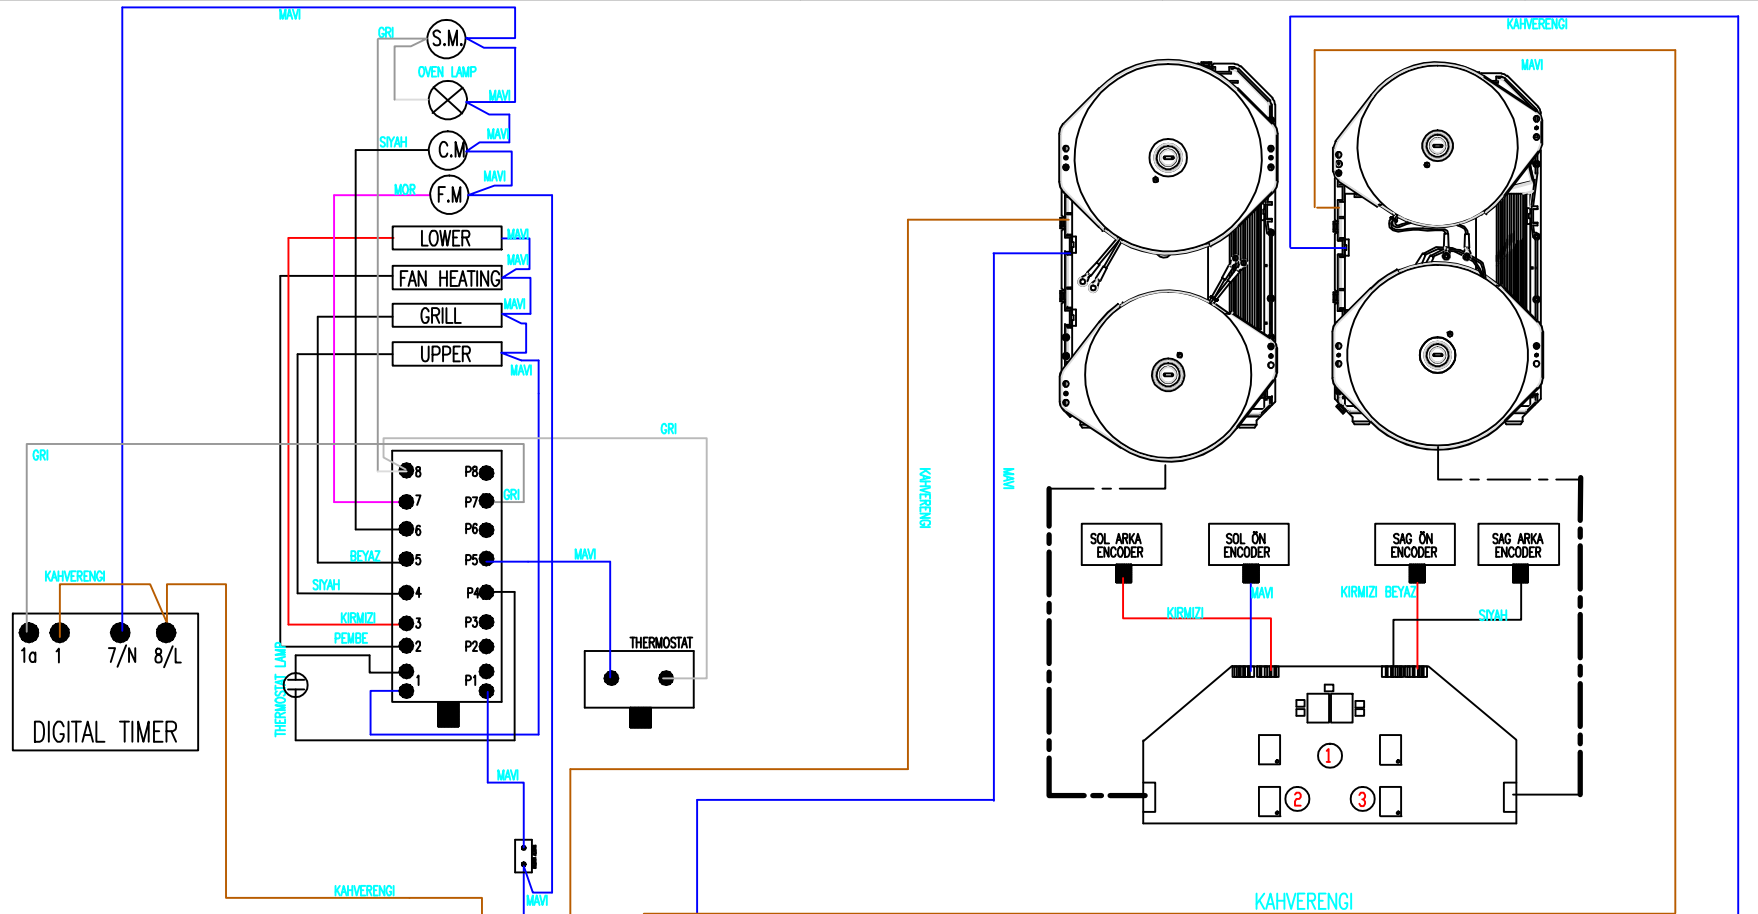 MAVI
KAHVERENGI
GRI
S.M.
MAVI
OVEN LAMP
MAVI
SIYAH
MAVI
C.M
MAVI
MOR
F.M
LOWER
MAVI
MAVI
FAN HEATING
MAVI
GRILL
UPPER
MAVI
GRI
GRI
8
P8
7
P7
GRI
6
P6
BEYAZ
5
P5
MAVI
SIYAH
4
P4
KIRMIZI
3
P3
PEMBE
2
P2
1
P1
THERMOSTAT LAMP
THERMOSTAT
KAHVERENGI
1a
1
7/N
8/L
DIGITAL TIMER
MAVI
KAHVERENGI
MAVI
KAHVERENGI
MAVI
SOL ARKA
ENCODER
SOL ÖN
ENCODER
SAG ÖN
ENCODER
SAG ARKA
ENCODER
MAVI
KIRMIZI
KIRMIZI BEYAZ
SIYAH
1
2
3
KAHVERENGI